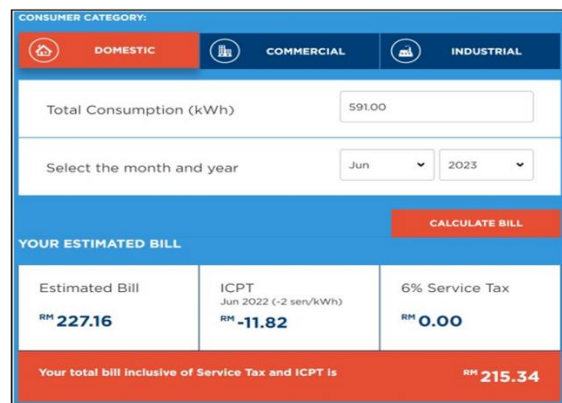 CONSUMER CATEGORY:
DOMESTIC COMMERCIAL INDUSTRIAL
Total Consumption (kWh) 591.00
Select the month and year Jun 2023
CALCULATE BILL
YOUR ESTIMATED BILL
Estimated Bill ICPT 6% Service Tax
Jun 2022 (-2 sen/kWh)
RM 227.16 RM -11.82 RM 0.00
Your total bill inclusive of Service Tax and ICPT is RM 215.34